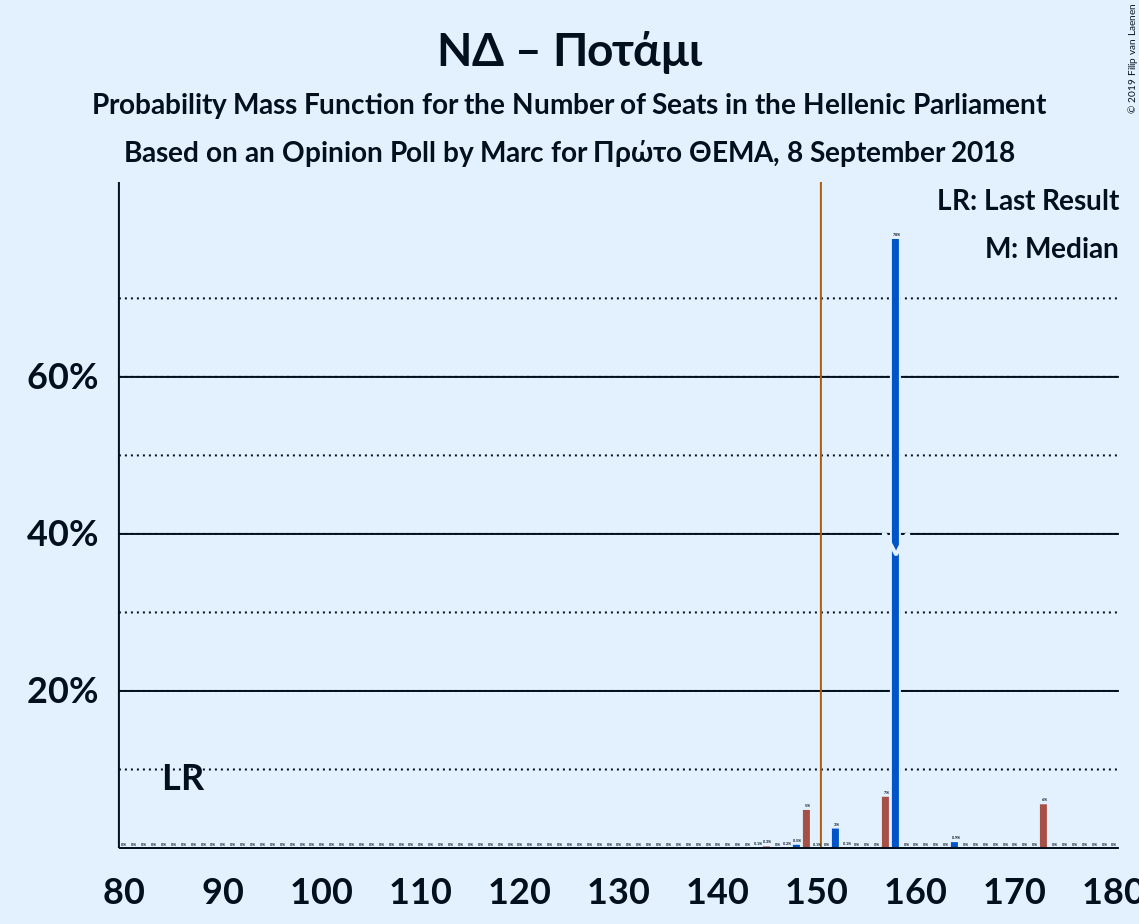 ΝΔ – Ποτάμι
Probability Mass Function for the Number of Seats in the Hellenic Parliament
Based on an Opinion Poll by Marc for Πρώτο ΘΕΜΑ, 8 September 2018
© 2019 Filip van Laenen
LR: Last Result
M: Median
60%
40%
20%
LR
M
80 90 100 110 120 130 140 150 160 170 180